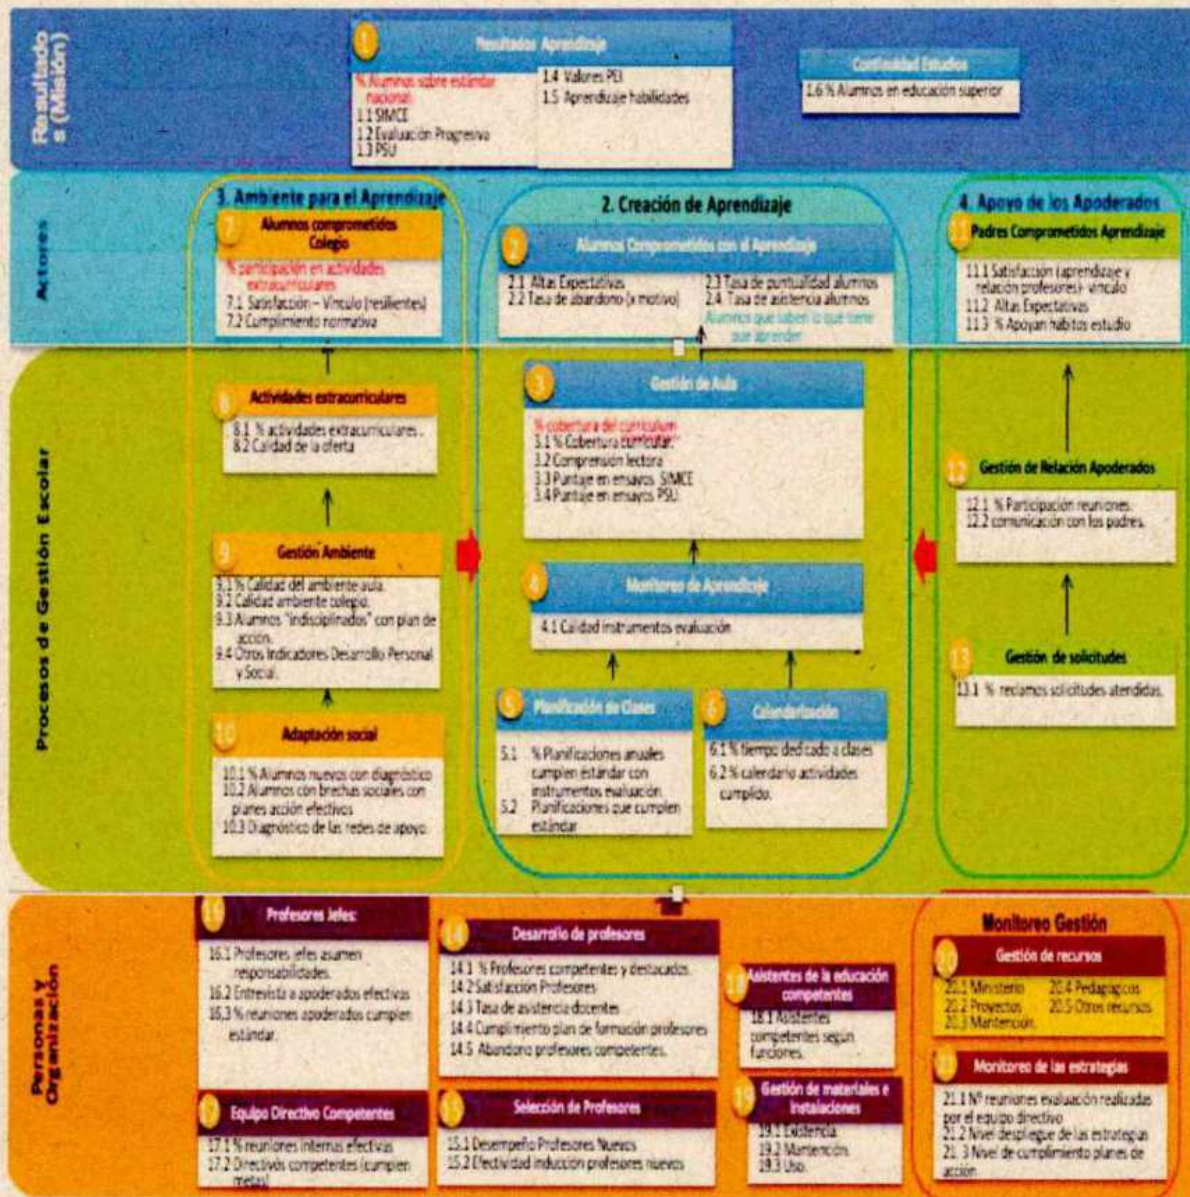 Resultado
s (Misión)
1
Resultados Aprendizaje
% Alumnos sobre estándar
nacional:
1.1 SIMCE
1.2 Evaluación Progresiva
1.3 PSU
1.4 Valores PEI
1.5 Aprendizaje habilidades
Continuidad Estudios
1.6 % Alumnos en educación superior
Actores
3. Ambiente para el Aprendizaje
7
Alumnos comprometidos
Colegio
% participación en actividades
extracurriculares
7.1 Satisfacción – Vínculo (resilientes)
7.2 Cumplimiento normativa
2. Creación de Aprendizaje
2
Alumnos Comprometidos con el Aprendizaje
2.1 Altas Expectativas
2.2 Tasa de abandono (x motivo)
2.3 Tasa de puntualidad alumnos
2.4. Tasa de asistencia alumnos
Alumnos que saben lo que tiene
que aprender
4. Apoyo de los Apoderados
11
Padres Comprometidos Aprendizaje
11.1 Satisfacción (aprendizaje y
relación profesores)- vínculo
11.2 Altas Expectativas
11.3 % Apoyan hábitos estudio
Procesos de Gestión Escolar
8
Actividades extracurriculares
8.1 % actividades extracurriculares .
8.2 Calidad de la oferta
9
Gestión Ambiente
9.1 % Calidad del ambiente aula.
9.2 Calidad ambiente colegio.
9.3 Alumnos "indisciplinados" con plan de
acción.
9.4 Otros Indicadores Desarrollo Personal
y Social.
10
Adaptación social
10.1 % Alumnos nuevos con diagnóstico
10.2 Alumnos con brechas sociales con
planes acción efectivos
10.3 Diagnóstico de las redes de apoyo.
3
Gestión de Aula
% cobertura del curriculum
3.1 % Cobertura curricular.
3.2 Comprensión lectora
3.3 Puntaje en ensayos SIMCE
3.4 Puntaje en ensayos PSU.
4
Monitoreo de Aprendizaje
4.1 Calidad instrumentos evaluación
5
Planificación de Clases
5.1 % Planificaciones anuales
cumplen estándar con
instrumentos evaluación.
5.2 Planificaciones que cumplen
estándar
6
Calendarización
6.1 % tiempo dedicado a clases
6.2 % calendario actividades
cumplido.
12
Gestión de Relación Apoderados
12.1 % Participación reuniones.
12.2 comunicación con los padres.
13
Gestión de solicitudes
13.1 % reclamos solicitudes atendidas.
Personas y
Organización
16
Profesores Jefes:
16.1 Profesores jefes asumen
responsabilidades.
16.2 Entrevista a apoderados efectivas
16.3 % reuniones apoderados cumplen
estándar.
17
Equipo Directivo Competentes
17.1 % reuniones internas efectivas
17.2 Directivos competentes (cumplen
metas)
14
Desarrollo de profesores
14.1 % Profesores competentes y destacados.
14.2 Satisfacción Profesores
14.3 Tasa de asistencia docentes
14.4 Cumplimiento plan de formación profesores
14.5 Abandono profesores competentes.
15
Selección de Profesores
15.1 Desempeño Profesores Nuevos
15.2 Efectividad inducción profesores nuevos
18
Asistentes de la educación
competentes
18.1 Asistentes
competentes según
funciones.
19
Gestión de materiales e
instalaciones
19.1 Existencia.
19.2 Mantención.
19.3 Uso.
Monitoreo Gestión
20
Gestión de recursos
20.1 Ministerio
20.2 Proyectos
20.3 Mantención.
20.4 Pedagógicos
20.5 Otros recursos
21
Monitoreo de las estrategias
21.1 Nº reuniones evaluación realizadas
por el equipo directivo
21.2 Nivel despliegue de las estrategias
21. 3 Nivel de cumplimiento planes de
acción